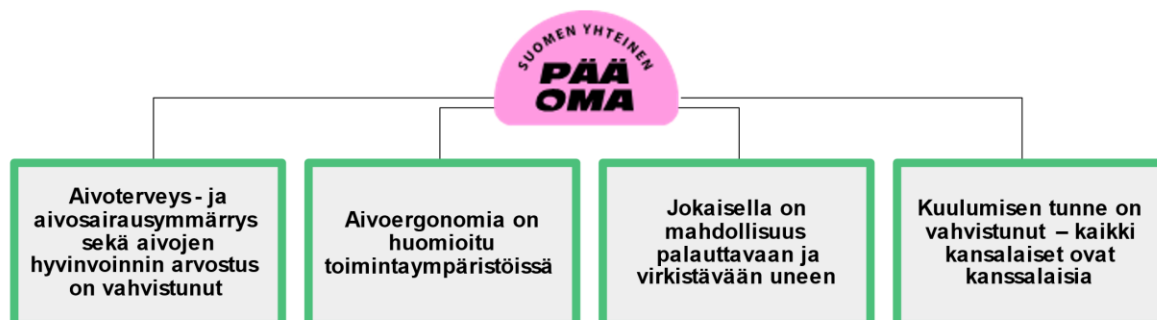 SUOMEN YHTEINEN
PÄÄ
OMA
Aivoterveys - ja
aivosairausymmärrys
sekä aivojen
hyvinvoinnin arvostus
on vahvistunut
Aivoergonomia on
huomioitu
toimintaympäristöissä
Jokaisella on
mahdollisuus
palauttavaan ja
virkistävään uneen
Kuulumisen tunne on
vahvistunut – kaikki
kansalaiset ovat
kanssalaisia